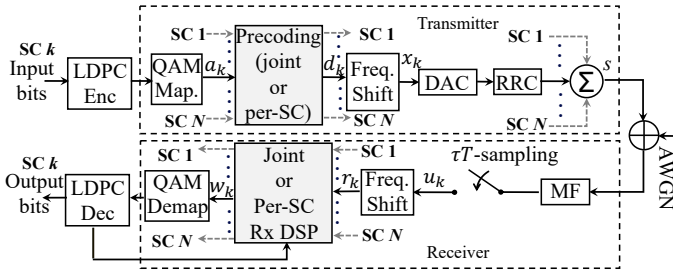 Transmitter
SC k
Input
bits
LDPC
Enc
QAM
Map.
SC 1
a_k
SC N
Precoding
(joint
or
per-SC)
SC 1
d_k
SC N
Freq.
Shift
x_k
DAC
RRC
SC 1
SC N
Σ
s
AWGN
MF
τT-sampling
u_k
Freq.
Shift
SC 1
r_k
SC N
Joint
or
Per-SC
Rx DSP
SC 1
w_k
SC N
QAM
Demap
LDPC
Dec
SC k
Output
bits
Receiver